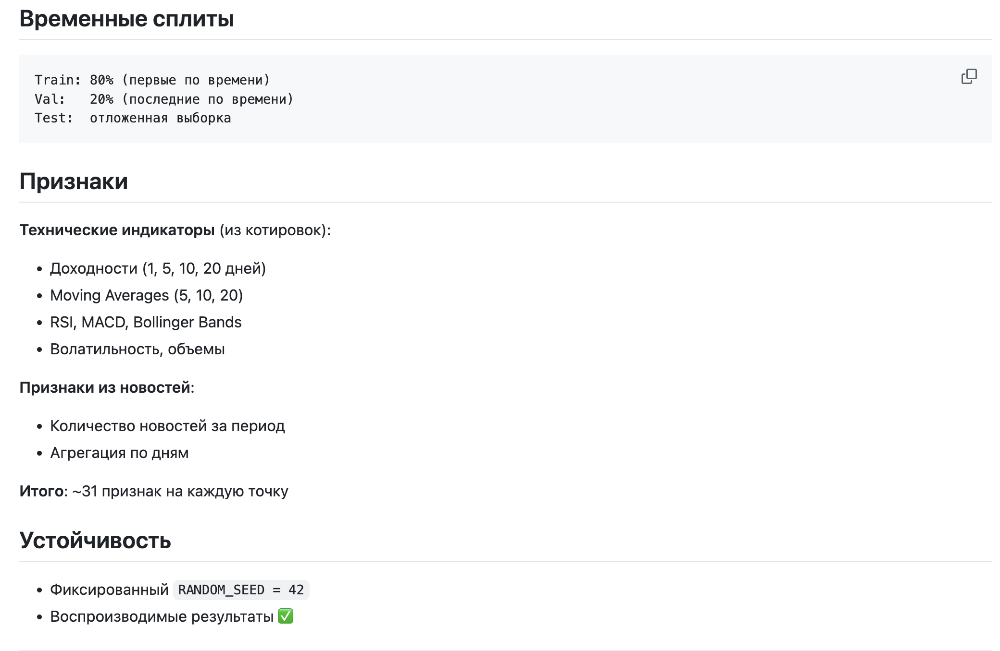 Временные сплиты
Train: 80% (первые по времени)
Val:   20% (последние по времени)
Test:  отложенная выборка
Признаки
Технические индикаторы (из котировок):
• Доходности (1, 5, 10, 20 дней)
• Moving Averages (5, 10, 20)
• RSI, MACD, Bollinger Bands
• Волатильность, объемы
Признаки из новостей:
• Количество новостей за период
• Агрегация по дням
Итого: ~31 признак на каждую точку
Устойчивость
• Фиксированный RANDOM_SEED = 42
• Воспроизводимые результаты ✅